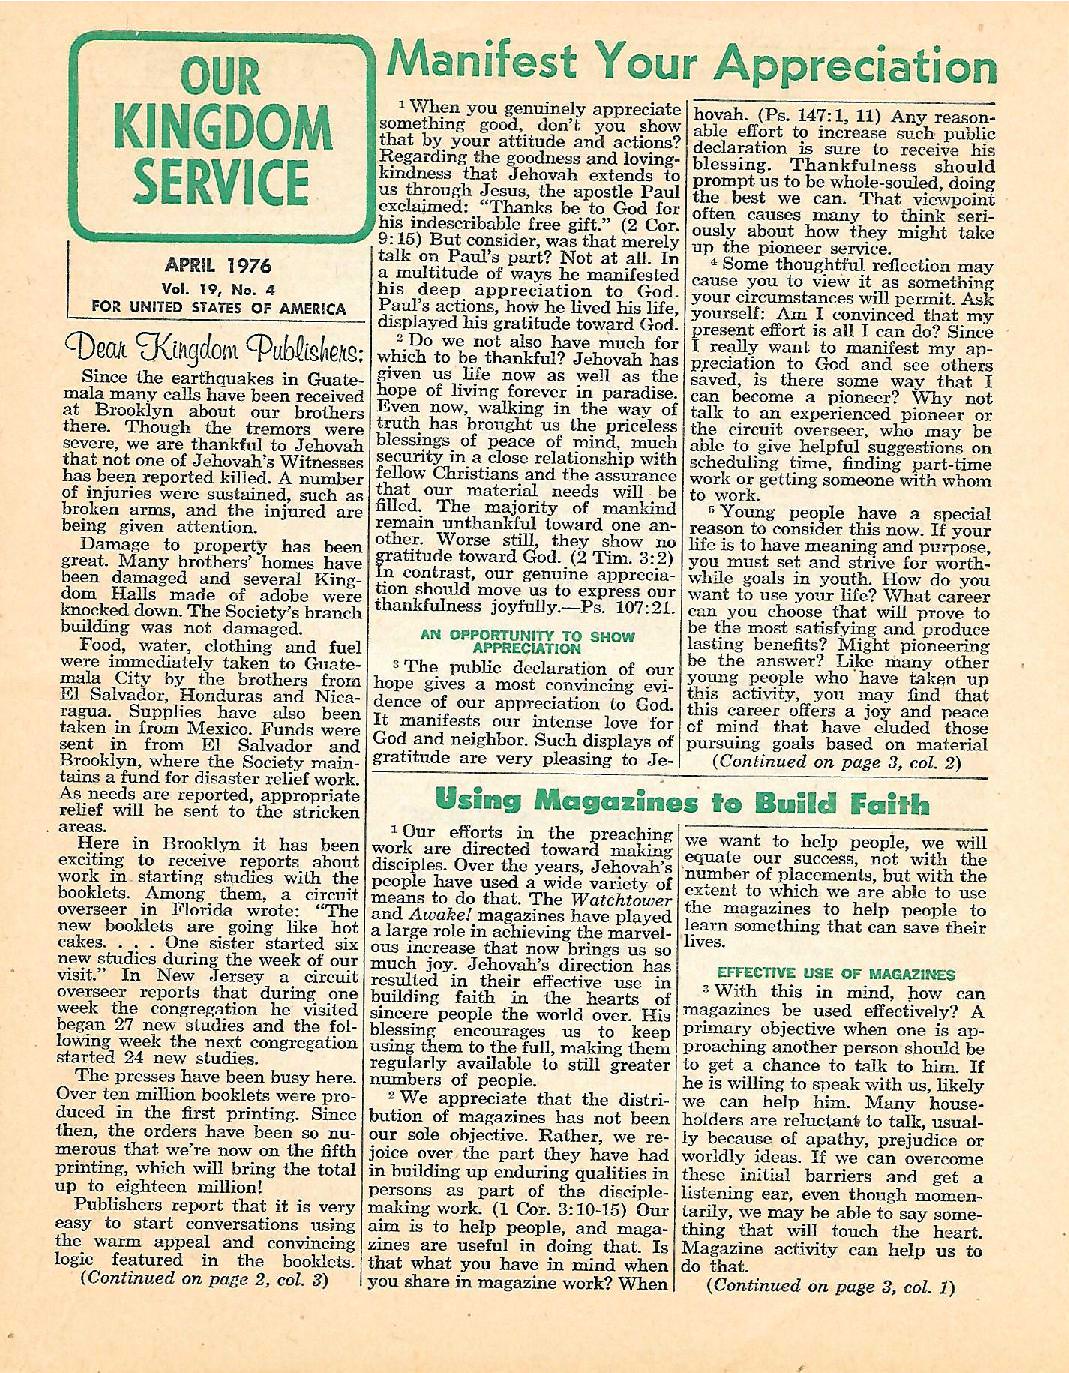 OUR
KINGDOM
SERVICE
APRIL 1976
Vol. 19, No. 4
FOR UNITED STATES OF AMERICA
Dear Kingdom Publishers:
Since the earthquakes in Guate-
mala many calls have been received
at Brooklyn about our brothers
there. Though the tremors were
severe, we are thankful to Jehovah
that not one of Jehovah's Witnesses
has been reported killed. A number
of injuries were sustained, such as
broken arms, and the injured are
being given attention.
Damage to property has been
great. Many brothers' homes have
been damaged and several King-
dom Halls made of adobe were
knocked down. The Society's branch
building was not damaged.
Food, water, clothing and fuel
were immediately taken to Guate-
mala City by the brothers from
El Salvador, Honduras and Nica-
ragua. Supplies have also been
taken in from Mexico. Funds were
sent in from El Salvador and
Brooklyn, where the Society main-
tains a fund for disaster relief work.
As needs are reported, appropriate
relief will be sent to the stricken
areas.
Here in Brooklyn it has been
exciting to receive reports about
work in starting studies with the
booklets. Among them, a circuit
overseer in Florida wrote: "The
new booklets are going like hot
cakes. . . . One sister started six
new studies during the week of our
visit." In New Jersey a circuit
overseer reports that during one
week the congregation he visited
began 27 new studies and the fol-
lowing week the next congregation
started 24 new studies.
The presses have been busy here.
Over ten million booklets were pro-
duced in the first printing. Since
then, the orders have been so nu-
merous that we're now on the fifth
printing, which will bring the total
up to eighteen million!
Publishers report that it is very
easy to start conversations using
the warm appeal and convincing
logic featured in the booklets.
(Continued on page 2, col. 3)
Manifest Your Appreciation
1 When you genuinely appreciate
something good, don't you show
that by your attitude and actions?
Regarding the goodness and loving-
kindness that Jehovah extends to
us through Jesus, the apostle Paul
exclaimed: "Thanks be to God for
his indescribable free gift." (2 Cor.
9:15) But consider, was that merely
talk on Paul's part? Not at all. In
a multitude of ways he manifested
his deep appreciation to God.
Paul's actions, how he lived his life,
displayed his gratitude toward God.
2 Do we not also have much for
which to be thankful? Jehovah has
given us life now as well as the
hope of living forever in paradise.
Even now, walking in the way of
truth has brought us the priceless
blessings of peace of mind, much
security in a close relationship with
fellow Christians and the assurance
that our material needs will be
filled. The majority of mankind
remain unthankful toward one an-
other. Worse still, they show no
gratitude toward God. (2 Tim. 3:2)
In contrast, our genuine apprecia-
tion should move us to express our
thankfulness joyfully.—Ps. 107:21.
AN OPPORTUNITY TO SHOW
APPRECIATION
3 The public declaration of our
hope gives a most convincing evi-
dence of our appreciation to God.
It manifests our intense love for
God and neighbor. Such displays of
gratitude are very pleasing to Je-
hovah. (Ps. 147:1, 11) Any reason-
able effort to increase such public
declaration is sure to receive his
blessing. Thankfulness should
prompt us to be whole-souled, doing
the best we can. That viewpoint
often causes many to think seri-
ously about how they might take
up the pioneer service.
4 Some thoughtful reflection may
cause you to view it as something
your circumstances will permit. Ask
yourself: Am I convinced that my
present effort is all I can do? Since
I really want to manifest my ap-
preciation to God and see others
saved, is there some way that I
can become a pioneer? Why not
talk to an experienced pioneer or
the circuit overseer, who may be
able to give helpful suggestions on
scheduling time, finding part-time
work or getting someone with whom
to work.
5 Young people have a special
reason to consider this now. If your
life is to have meaning and purpose,
you must set and strive for worth-
while goals in youth. How do you
want to use your life? What career
can you choose that will prove to
be the most satisfying and produce
lasting benefits? Might pioneering
be the answer? Like many other
young people who have taken up
this activity, you may find that
this career offers a joy and peace
of mind that have eluded those
pursuing goals based on material
(Continued on page 3, col. 2)
Using Magazines to Build Faith
1 Our efforts in the preaching
work are directed toward making
disciples. Over the years, Jehovah's
people have used a wide variety of
means to do that. The Watchtower
and Awake! magazines have played
a large role in achieving the marvel-
ous increase that now brings us so
much joy. Jehovah's direction has
resulted in their effective use in
building faith in the hearts of
sincere people the world over. His
blessing encourages us to keep
using them to the full, making them
regularly available to still greater
numbers of people.
2 We appreciate that the distri-
bution of magazines has not been
our sole objective. Rather, we re-
joice over the part they have had
in building up enduring qualities in
persons as part of the disciple-
making work. (1 Cor. 3:10-15) Our
aim is to help people, and maga-
zines are useful in doing that. Is
that what you have in mind when
you share in magazine work? When
we want to help people, we will
equate our success, not with the
number of placements, but with the
extent to which we are able to use
the magazines to help people to
learn something that can save their
lives.
EFFECTIVE USE OF MAGAZINES
3 With this in mind, how can
magazines be used effectively? A
primary objective when one is ap-
proaching another person should be
to get a chance to talk to him. If
he is willing to speak with us, likely
we can help him. Many house-
holders are reluctant to talk, usual-
ly because of apathy, prejudice or
worldly ideas. If we can overcome
these initial barriers and get a
listening ear, even though momen-
tarily, we may be able to say some-
thing that will touch the heart.
Magazine activity can help us to
do that.
(Continued on page 3, col. 1)